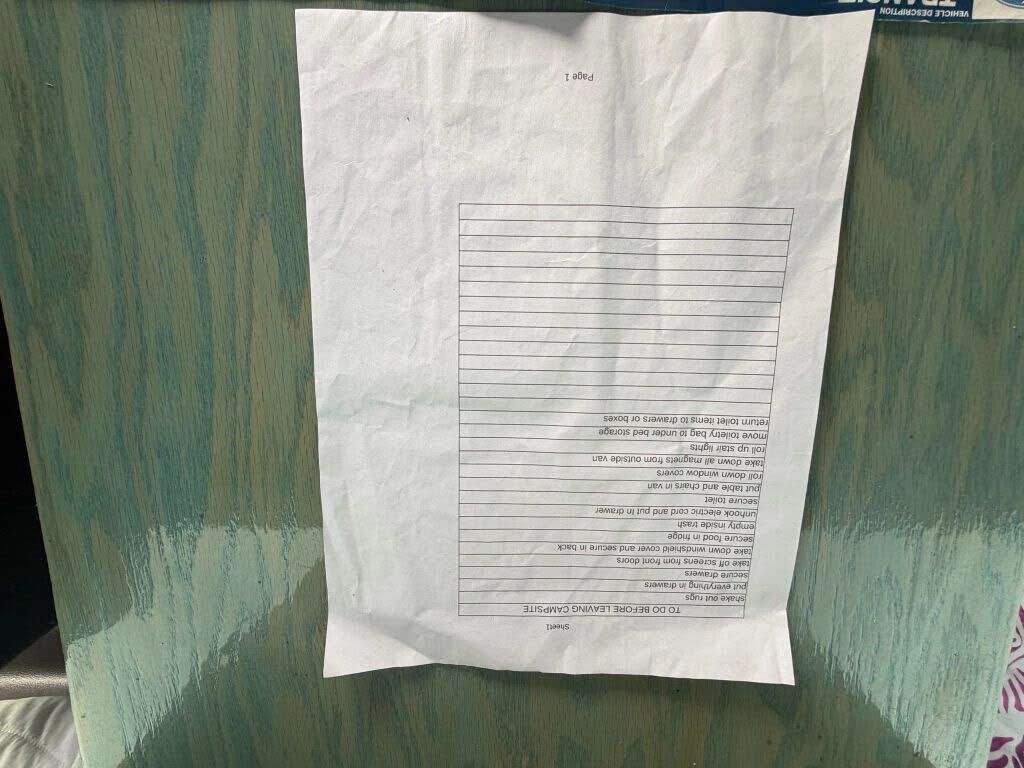 Sheet1
TO DO BEFORE LEAVING CAMPSITE
shake out rugs
put everything in drawers
secure drawers
take off screens from front doors
take down windshield cover and secure in back
secure food in fridge
empty inside trash
unhook electric cord and put In drawer
secure toilet
put table and chairs in van
roll down window covers
take down all magnets from outside van
roll up stair lights
move toiletry bag to under bed storage
return toilet items to drawers or boxes
Page 1
VEHICLE DESCRIPTION
TRANSIT